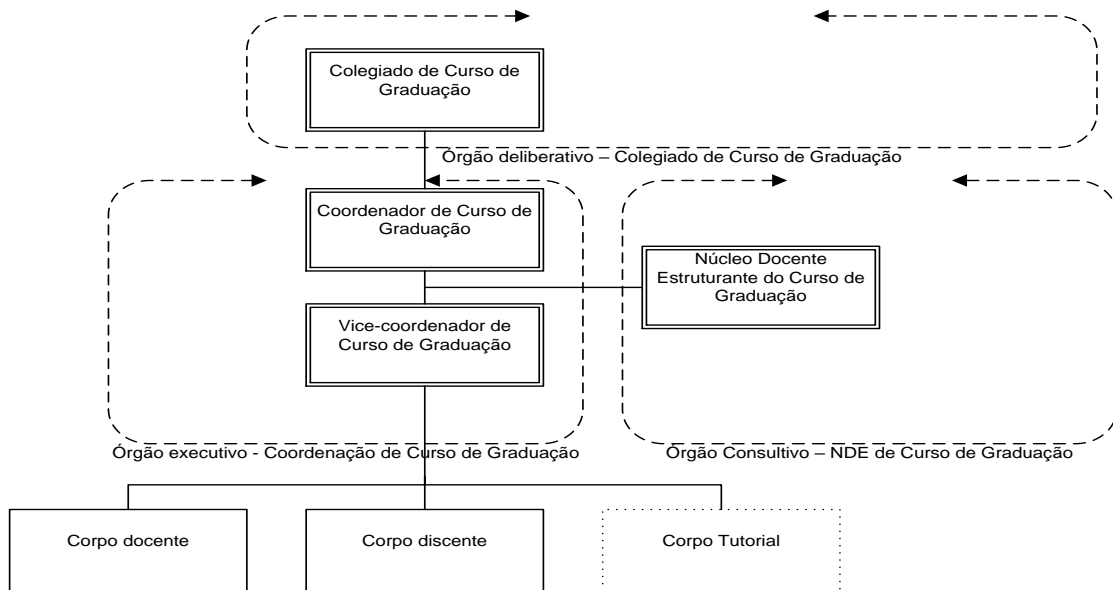 Colegiado de Curso de
Graduação
Órgão deliberativo – Colegiado de Curso de Graduação
Coordenador de Curso de
Graduação
Núcleo Docente
Estruturante do Curso de
Graduação
Vice-coordenador de
Curso de Graduação
Órgão executivo - Coordenação de Curso de Graduação
Órgão Consultivo – NDE de Curso de Graduação
Corpo docente
Corpo discente
Corpo Tutorial